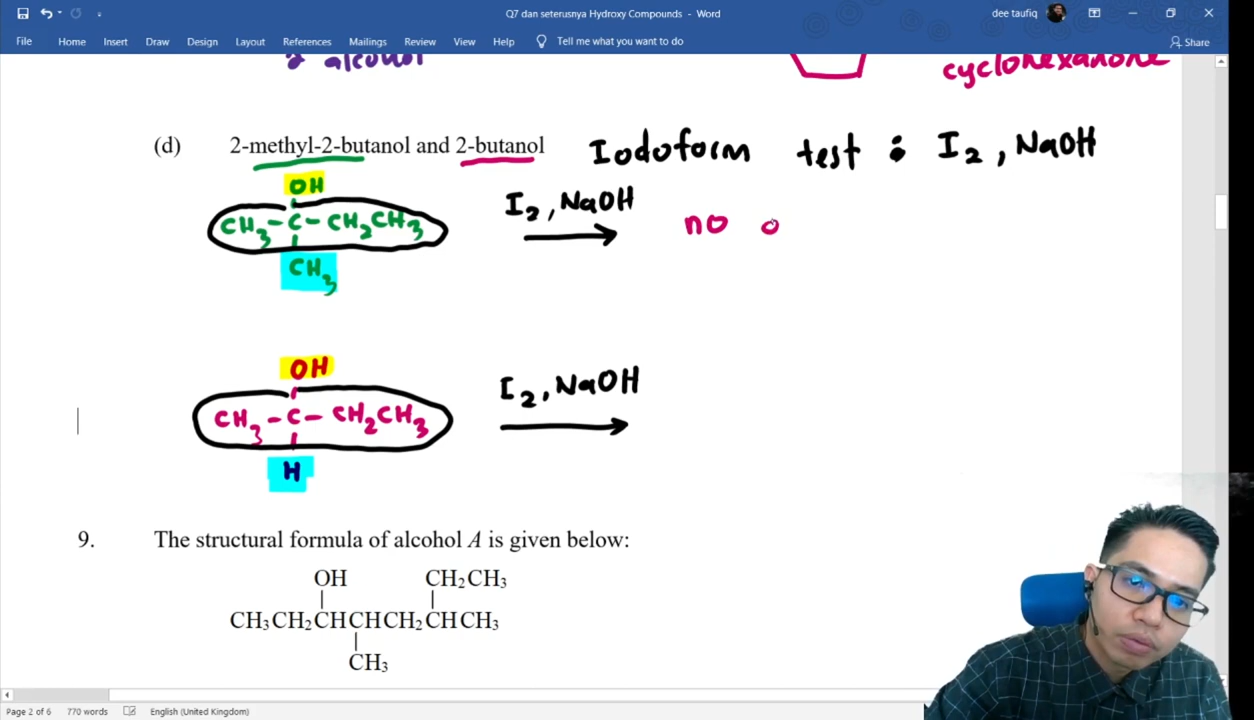 Q7 dan seterusnya Hydroxy Compounds - Word
dee taufiq
File Home Insert Draw Design Layout References Mailings Review View Help Tell me what you want to do Share
alcohol
cyclohexanone
(d) 2-methyl-2-butanol and 2-butanol Iodoform test : I2, NaOH
OH
CH3-C-CH2CH3
CH3
I2, NaOH
no
OH
CH3-C-CH2CH3
H
I2, NaOH
9. The structural formula of alcohol A is given below:
OH CH2CH3
CH3CH2CHCHCH2CHCH3
CH3
Page 2 of 6 770 words English (United Kingdom)